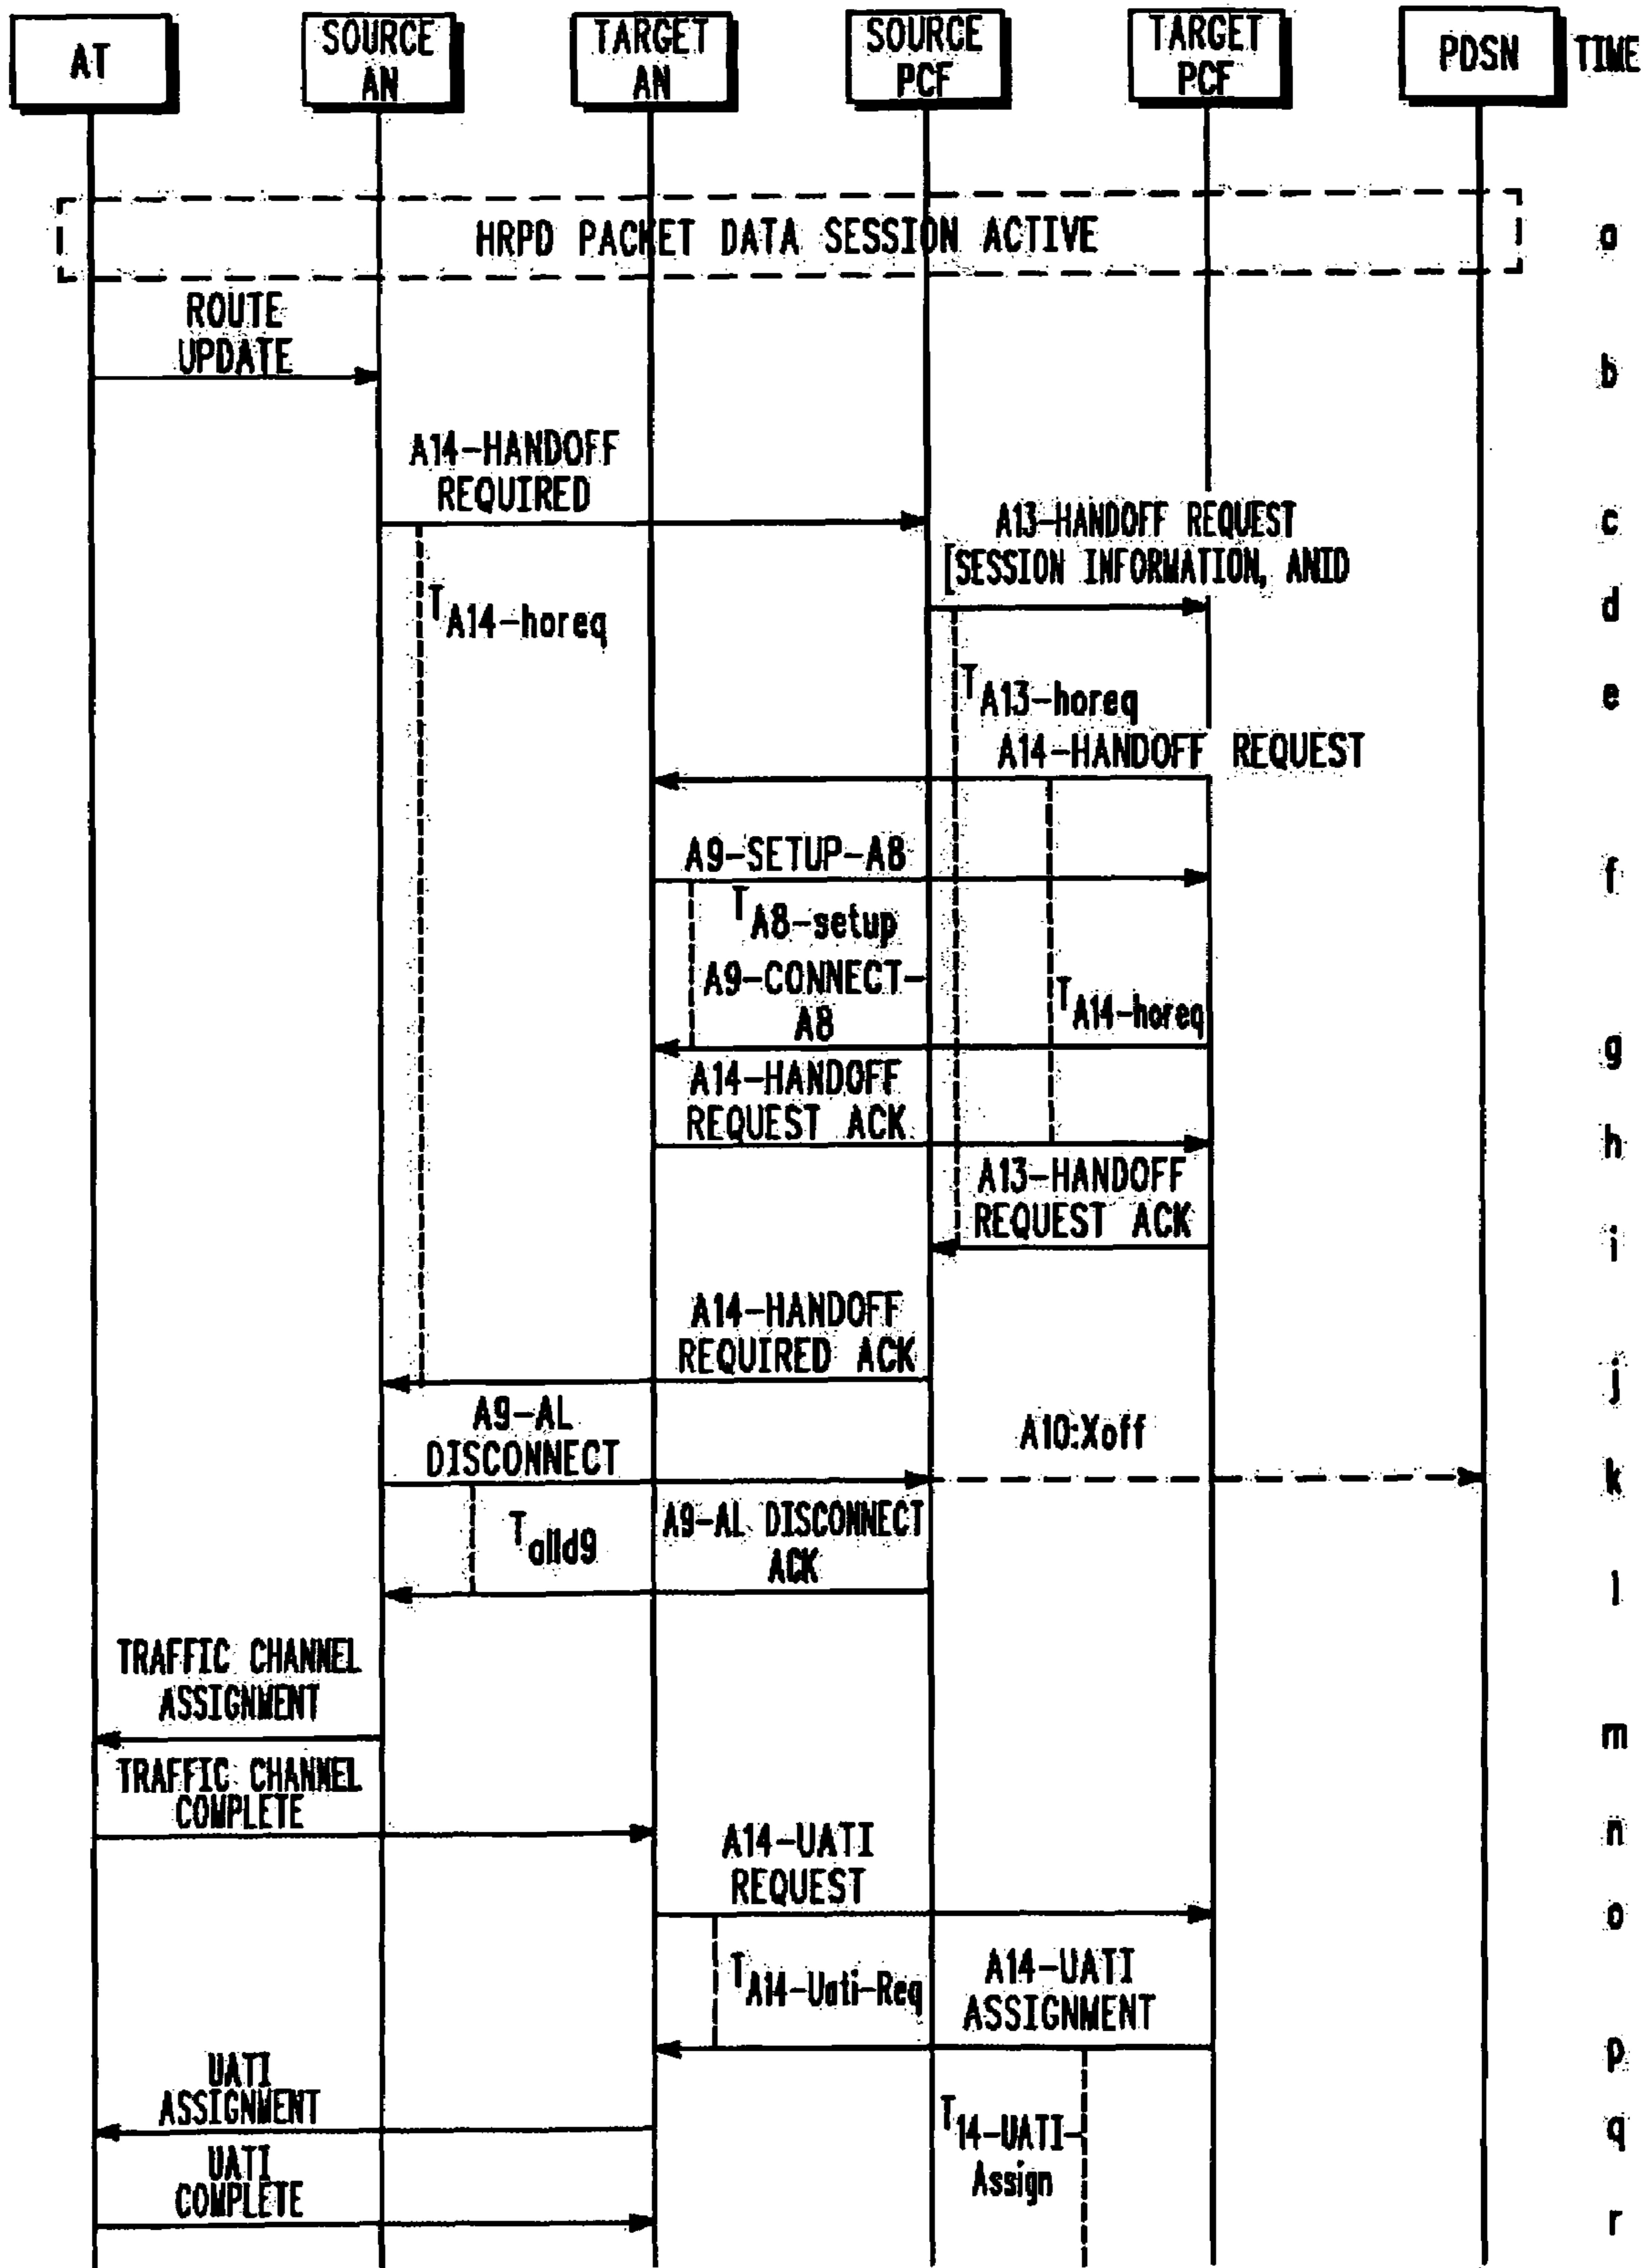 AT
SOURCE
AN
TARGET
AN
SOURCE
PCF
TARGET
PCF
PDSN
TIME
HRPD PACKET DATA SESSION ACTIVE
a
ROUTE
UPDATE
b
A14-HANDOFF
REQUIRED
c
A13-HANDOFF REQUEST
[SESSION INFORMATION, ANID
d
TA14-horeq
TA13-horeq
e
A14-HANDOFF REQUEST
A9-SETUP-A8
f
TA8-setup
A9-CONNECT-
A8
TA14-horeq
g
A14-HANDOFF
REQUEST ACK
h
A13-HANDOFF
REQUEST ACK
i
A14-HANDOFF
REQUIRED ACK
j
A9-AL
DISCONNECT
A10:Xoff
k
Talld9
A9-AL DISCONNECT
ACK
l
TRAFFIC CHANNEL
ASSIGNMENT
m
TRAFFIC CHANNEL
COMPLETE
n
A14-UATI
REQUEST
o
TA14-Uati-Req
A14-UATI
ASSIGNMENT
p
UATI
ASSIGNMENT
q
T14-UATI-
Assign
UATI
COMPLETE
r